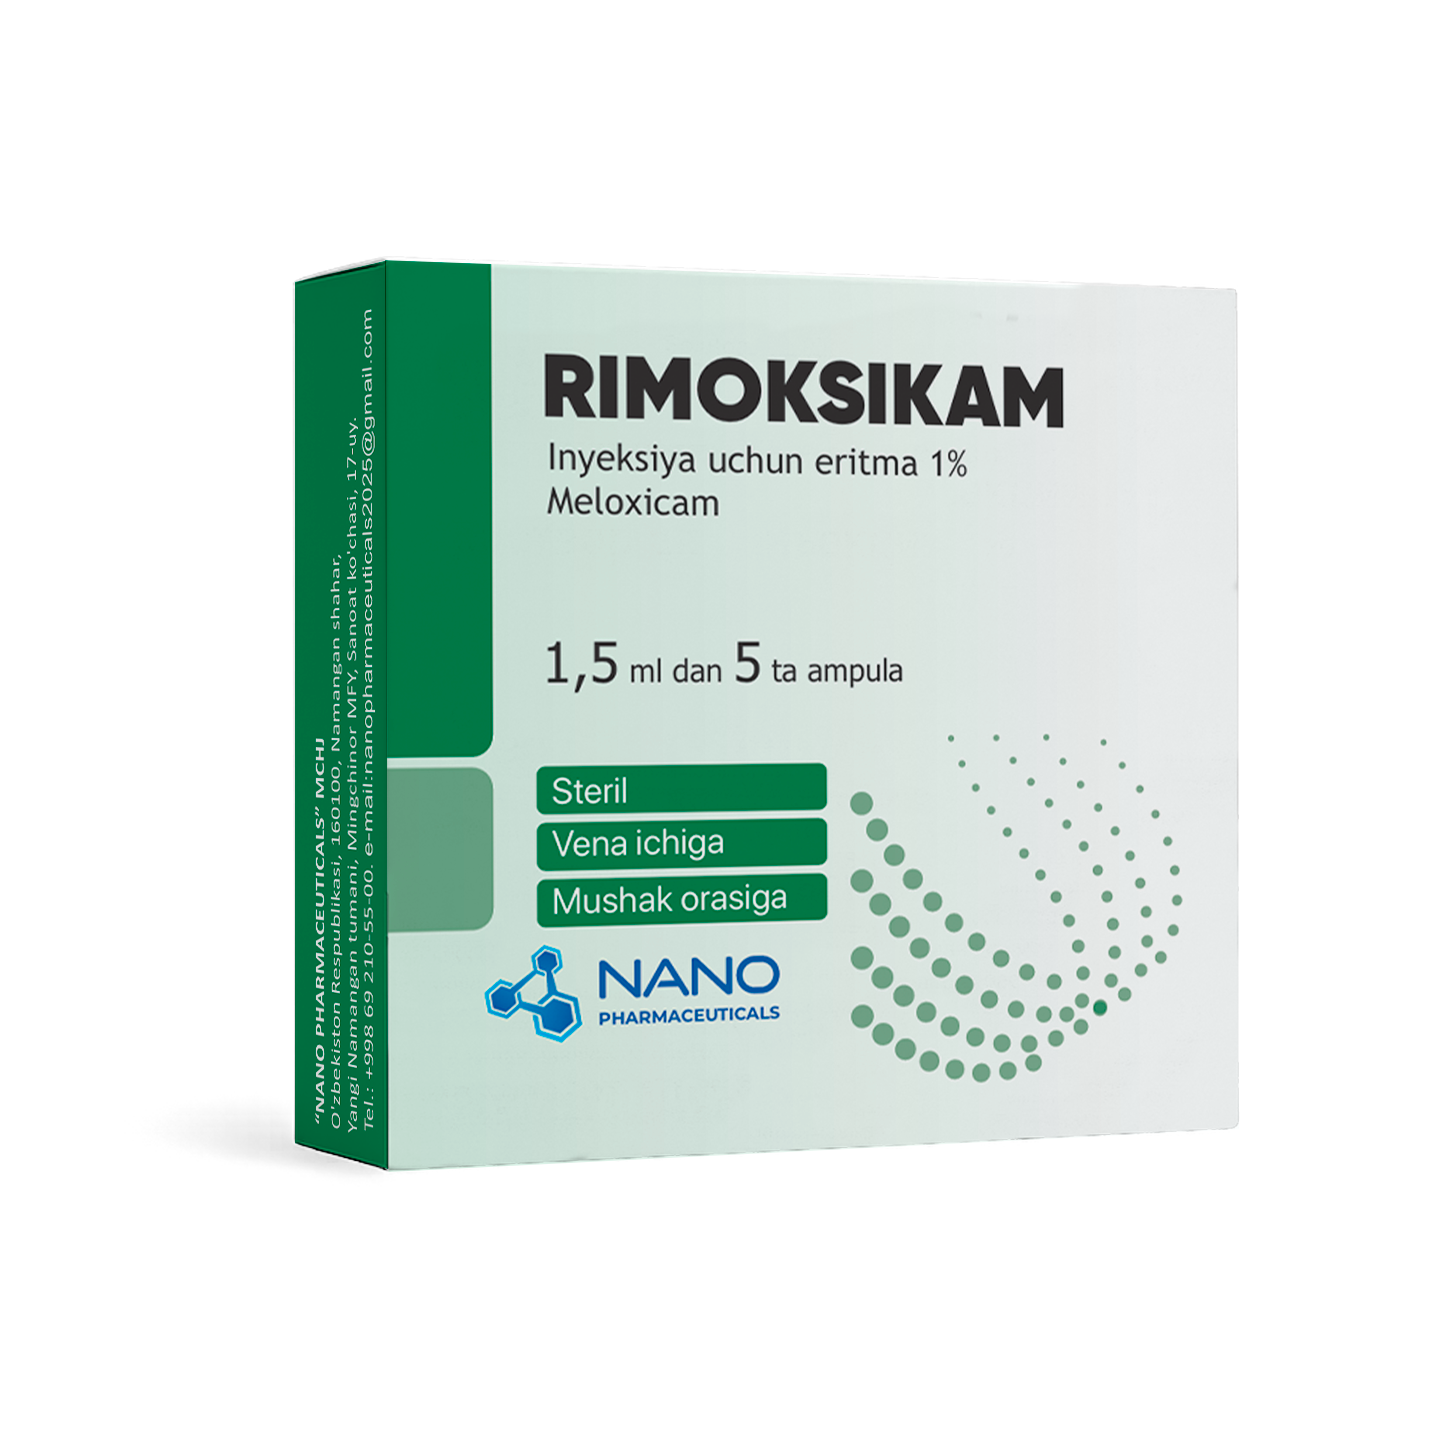 RIMOKSIKAM
Inyeksiya uchun eritma 1%
Meloxicam
1,5 ml dan 5 ta ampula
Steril
Vena ichiga
Mushak orasiga
NANO
PHARMACEUTICALS
“NANO PHARMACEUTICALS” MCHJ
O'zbekiston Respublikasi, 160100, Namangan shahar,
Yangi Namangan tumani, Mingchinor MFY, Sanoat ko'chasi, 17-uy.
Tel.: +998 69 210-55-00. e-mail:nanopharmaceuticals2025@gmail.com